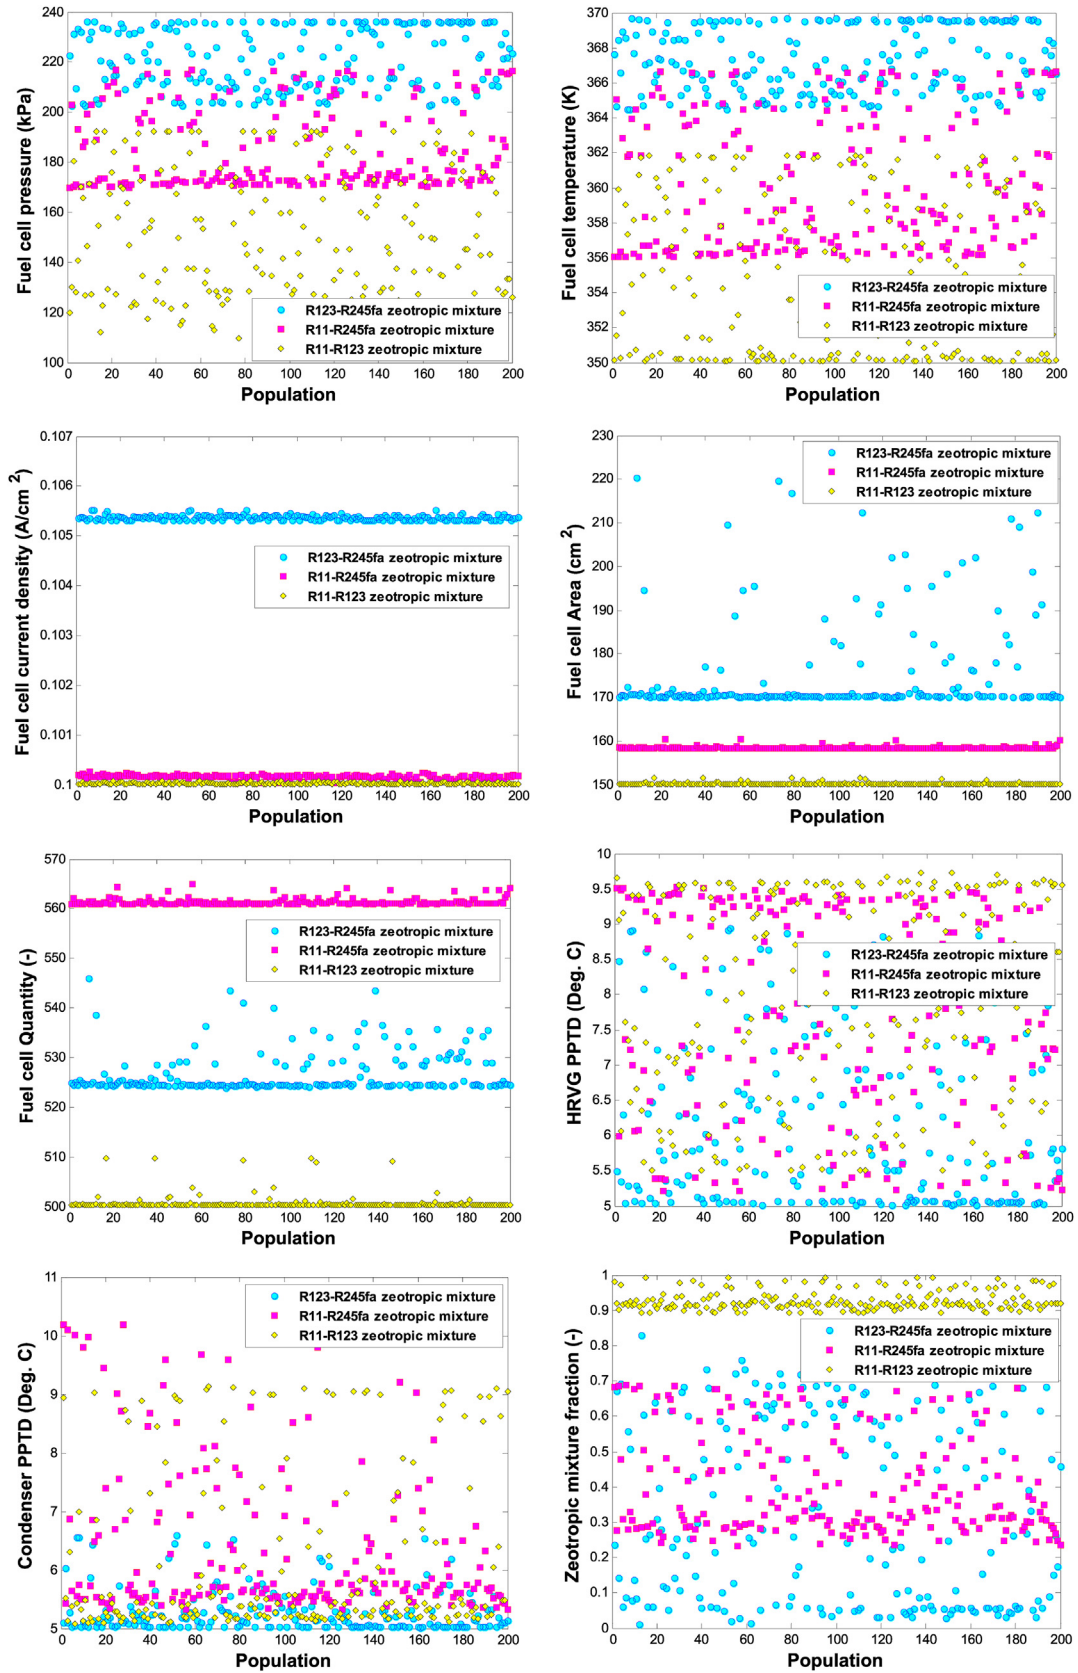 Fuel cell pressure (kPa)
240
220
200
180
160
140
120
100
R123-R245fa zeotropic mixture
R11-R245fa zeotropic mixture
R11-R123 zeotropic mixture
0 20 40 60 80 100 120 140 160 180 200
Population
Fuel cell temperature (K)
370
368
366
364
362
360
358
356
354
352
350
R123-R245fa zeotropic mixture
R11-R245fa zeotropic mixture
R11-R123 zeotropic mixture
0 20 40 60 80 100 120 140 160 180 200
Population
Fuel cell current density (A/cm 2)
0.107
0.106
0.105
0.104
0.103
0.102
0.101
0.1
R123-R245fa zeotropic mixture
R11-R245fa zeotropic mixture
R11-R123 zeotropic mixture
0 20 40 60 80 100 120 140 160 180 200
Population
Fuel cell Area (cm 2)
230
220
210
200
190
180
170
160
150
R123-R245fa zeotropic mixture
R11-R245fa zeotropic mixture
R11-R123 zeotropic mixture
0 20 40 60 80 100 120 140 160 180 200
Population
Fuel cell Quantity (-)
570
560
550
540
530
520
510
500
R123-R245fa zeotropic mixture
R11-R245fa zeotropic mixture
R11-R123 zeotropic mixture
0 20 40 60 80 100 120 140 160 180 200
Population
HRVG PPTD (Deg. C)
10
9.5
9
8.5
8
7.5
7
6.5
6
5.5
5
R123-R245fa zeotropic mixture
R11-R245fa zeotropic mixture
R11-R123 zeotropic mixture
0 20 40 60 80 100 120 140 160 180 200
Population
Condenser PPTD (Deg. C)
11
10
9
8
7
6
5
R123-R245fa zeotropic mixture
R11-R245fa zeotropic mixture
R11-R123 zeotropic mixture
0 20 40 60 80 100 120 140 160 180 200
Population
Zeotropic mixture fraction (-)
1
0.9
0.8
0.7
0.6
0.5
0.4
0.3
0.2
0.1
0
R123-R245fa zeotropic mixture
R11-R245fa zeotropic mixture
R11-R123 zeotropic mixture
0 20 40 60 80 100 120 140 160 180 200
Population